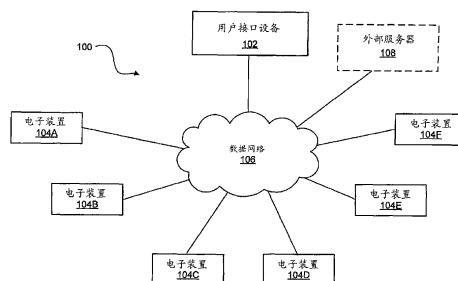 100
用户接口设备
102
外部服务器
108
电子装置
104A
电子装置
104F
数据网络
106
电子装置
104B
电子装置
104E
电子装置
104C
电子装置
104D